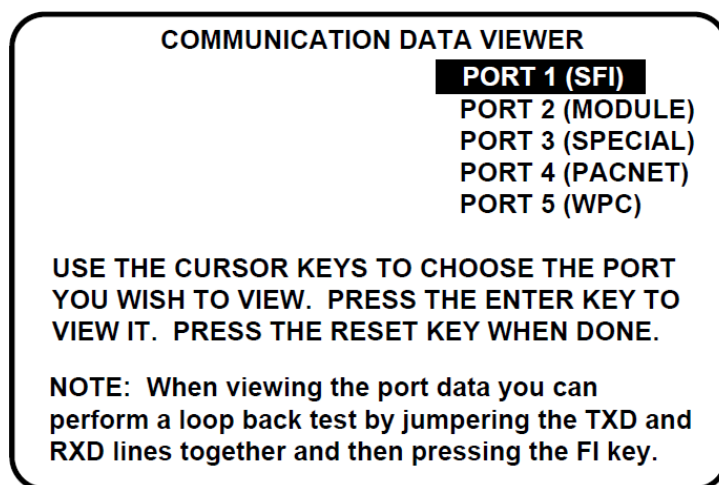 COMMUNICATION DATA VIEWER
PORT 1 (SFI)
PORT 2 (MODULE)
PORT 3 (SPECIAL)
PORT 4 (PACNET)
PORT 5 (WPC)
USE THE CURSOR KEYS TO CHOOSE THE PORT
YOU WISH TO VIEW. PRESS THE ENTER KEY TO
VIEW IT. PRESS THE RESET KEY WHEN DONE.
NOTE: When viewing the port data you can
perform a loop back test by jumpering the TXD and
RXD lines together and then pressing the FI key.